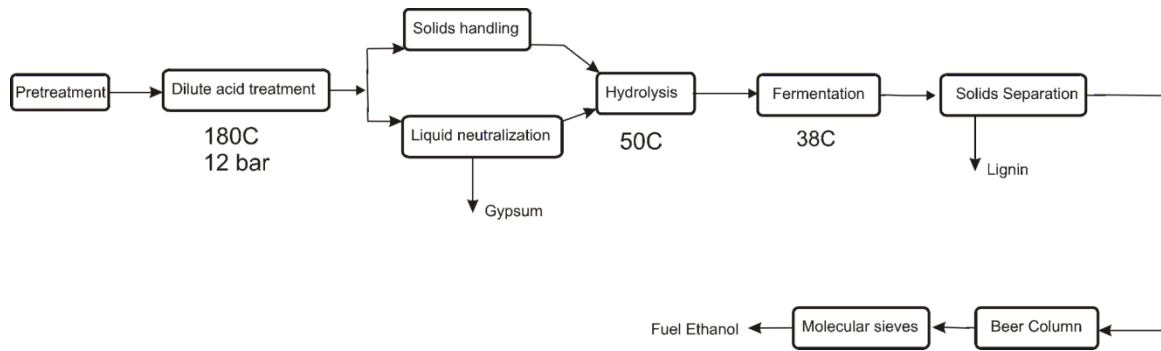 Solids handling
Pretreatment
Dilute acid treatment
180C
12 bar
Liquid neutralization
Gypsum
Hydrolysis
50C
Fermentation
38C
Solids Separation
Lignin
Beer Column
Molecular sieves
Fuel Ethanol